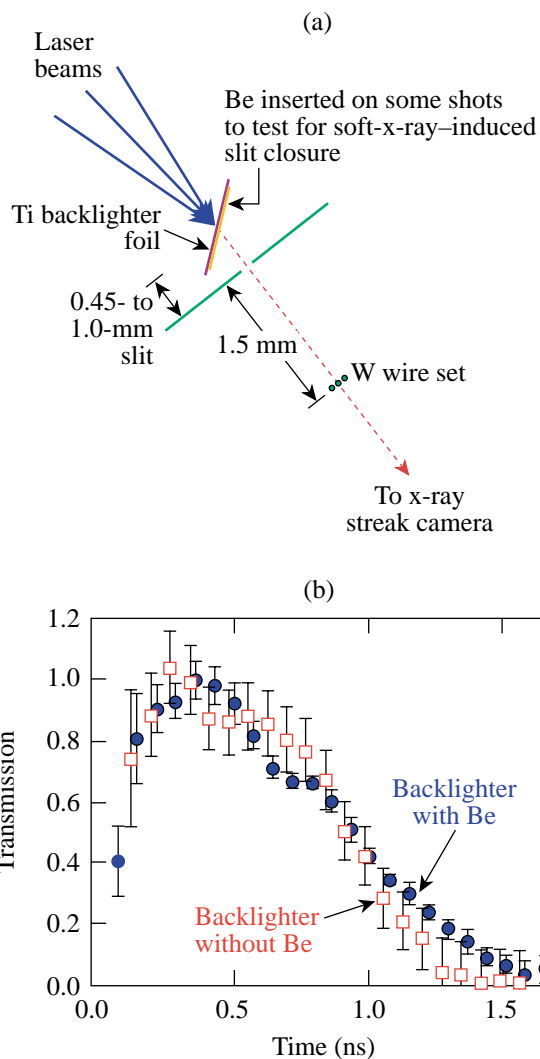 (a)
Laser
beams
Be inserted on some shots
to test for soft-x-ray–induced
slit closure
Ti backlighter
foil
0.45- to
1.0-mm
slit
1.5 mm
W wire set
To x-ray
streak camera
(b)
1.2
1.0
0.8
0.6
0.4
0.2
0.0
Transmission
Backlighter
with Be
Backlighter
without Be
0.0 0.5 1.0 1.5
Time (ns)